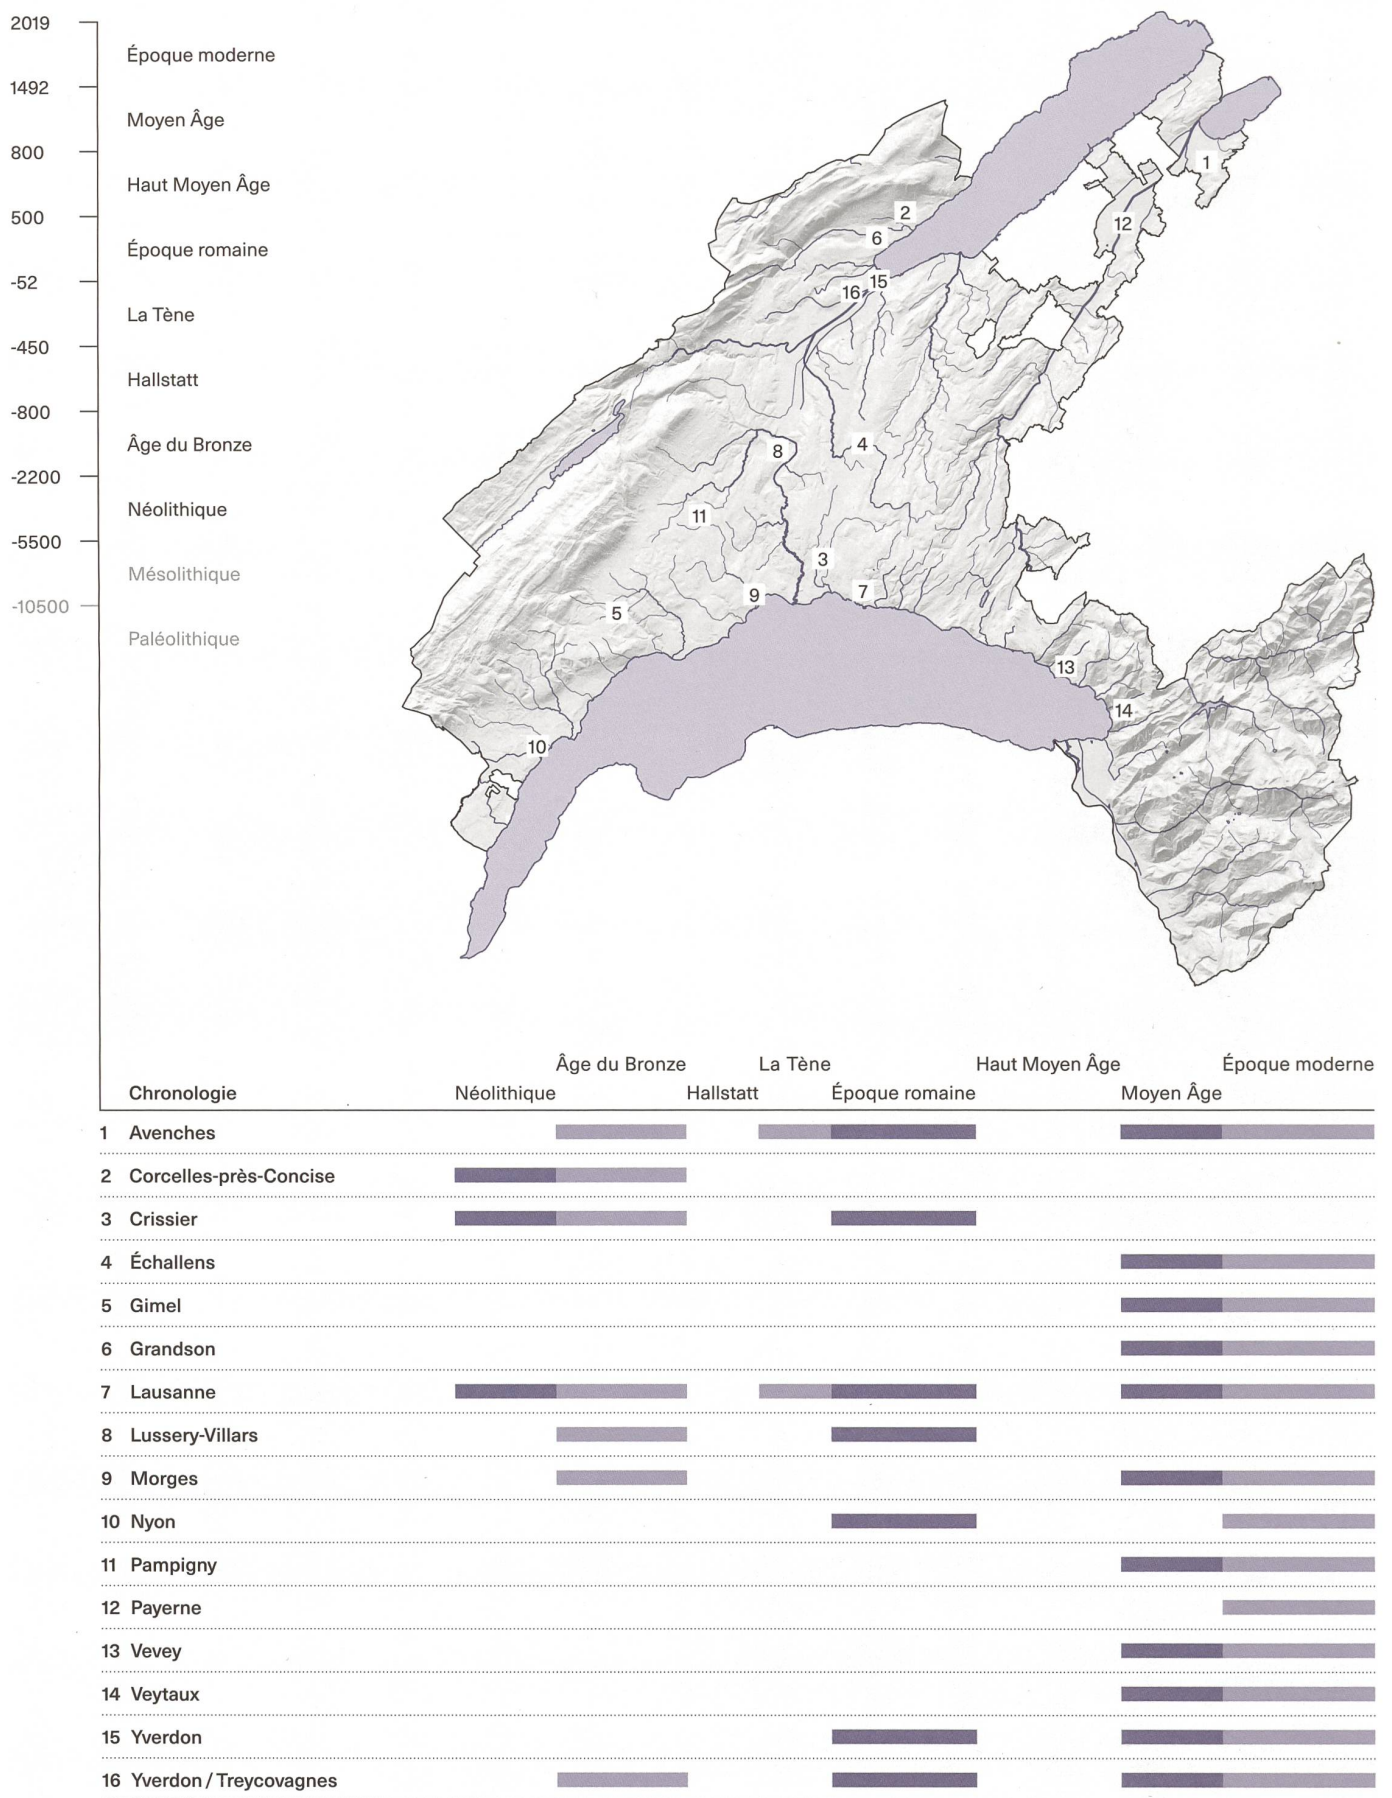 2019
Époque moderne
1492
Moyen Âge
800
Haut Moyen Âge
500
Époque romaine
-52
La Tène
-450
Hallstatt
-800
Âge du Bronze
-2200
Néolithique
-5500
Mésolithique
-10500
Paléolithique
1
2
12
6
15
16
4
8
11
3
9
7
5
13
14
10
Âge du Bronze La Tène Haut Moyen Âge Époque moderne
Chronologie Néolithique Hallstatt Époque romaine Moyen Âge
1 Avenches
2 Corcelles-près-Concise
3 Crissier
4 Échallens
5 Gimel
6 Grandson
7 Lausanne
8 Lussery-Villars
9 Morges
10 Nyon
11 Pampigny
12 Payerne
13 Vevey
14 Veytaux
15 Yverdon
16 Yverdon / Treycovagnes